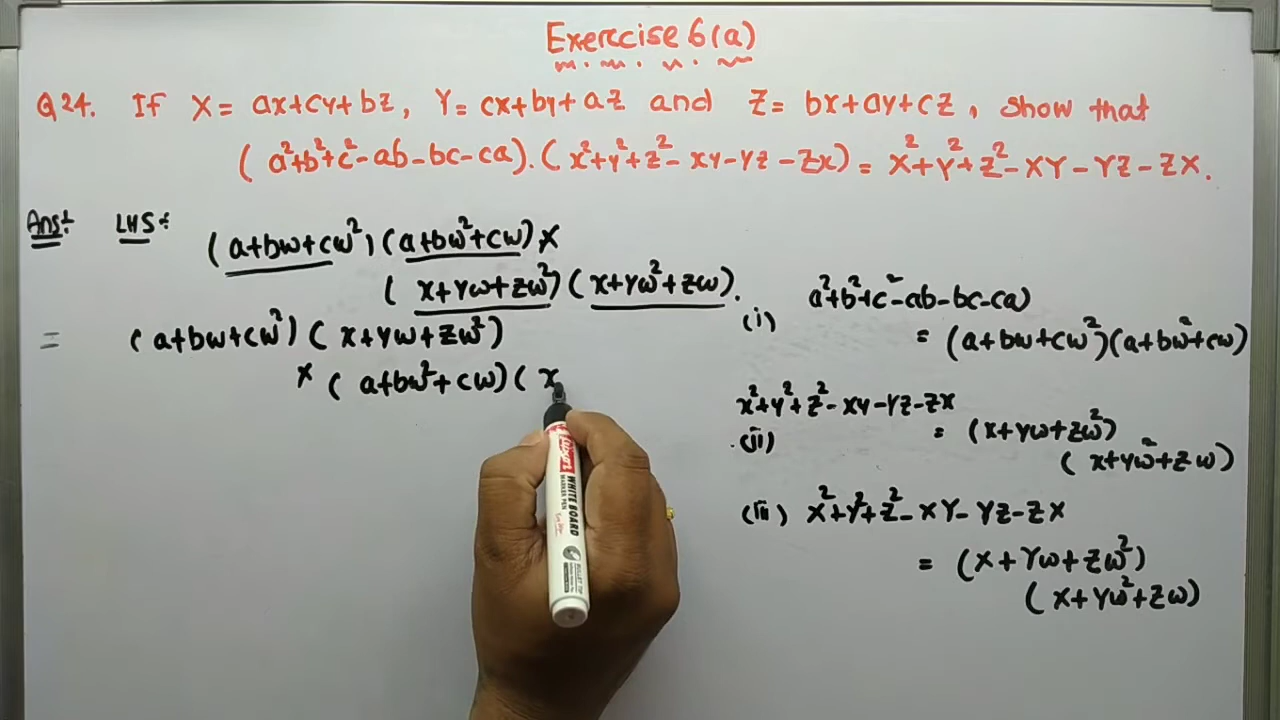 Exercise 6(a)
Q24. If X = ax+cy+bz, Y = cx+by+az and Z = bx+ay+cz, show that
(a²+b²+c²-ab-bc-ca).(x²+y²+z²-xy-yz-zx) = X²+Y²+Z²-XY-YZ-ZX.
Ans: LHS:
(a+bω+cω²)(a+bω²+cω)×
(x+yω+zω²)(x+yω²+zω).
= (a+bω+cω²)(x+yω+zω²)
× (a+bω²+cω)(x
a²+b²+c²-ab-bc-ca)
(i) = (a+bω+cω²)(a+bω²+cω)
x²+y²+z²-xy-yz-zx
(ii) = (x+yω+zω²)
(x+yω²+zω)
(iii) X²+Y²+Z²-XY-YZ-ZX
= (X+Yω+Zω²)
(X+Yω²+Zω)
WHITE BOARD
MARKER PEN